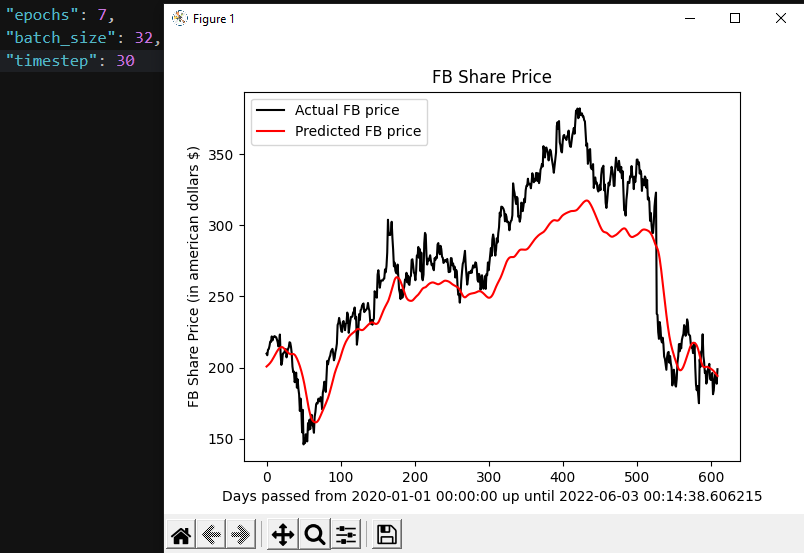 "epochs": 7,
"batch_size": 32,
"timestep": 30
Figure 1
FB Share Price
Actual FB price
Predicted FB price
FB Share Price (in american dollars $)
350
300
250
200
150
0 100 200 300 400 500 600
Days passed from 2020-01-01 00:00:00 up until 2022-06-03 00:14:38.606215